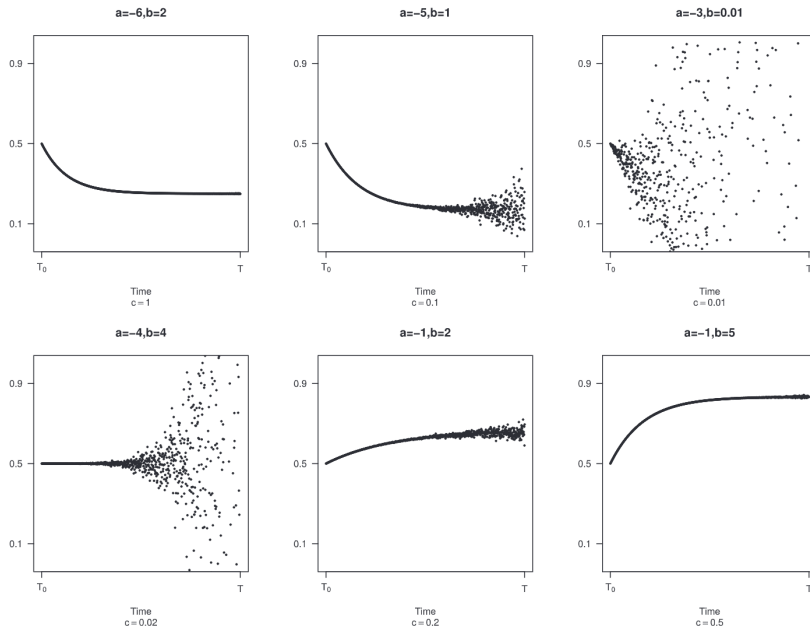 a=−6,b=2
0.9
0.5
0.1
T₀
T
Time
c = 1
a=−5,b=1
0.9
0.5
0.1
T₀
T
Time
c = 0.1
a=−3,b=0.01
0.9
0.5
0.1
T₀
T
Time
c = 0.01
a=−4,b=4
0.9
0.5
0.1
T₀
T
Time
c = 0.02
a=−1,b=2
0.9
0.5
0.1
T₀
T
Time
c = 0.2
a=−1,b=5
0.9
0.5
0.1
T₀
T
Time
c = 0.5